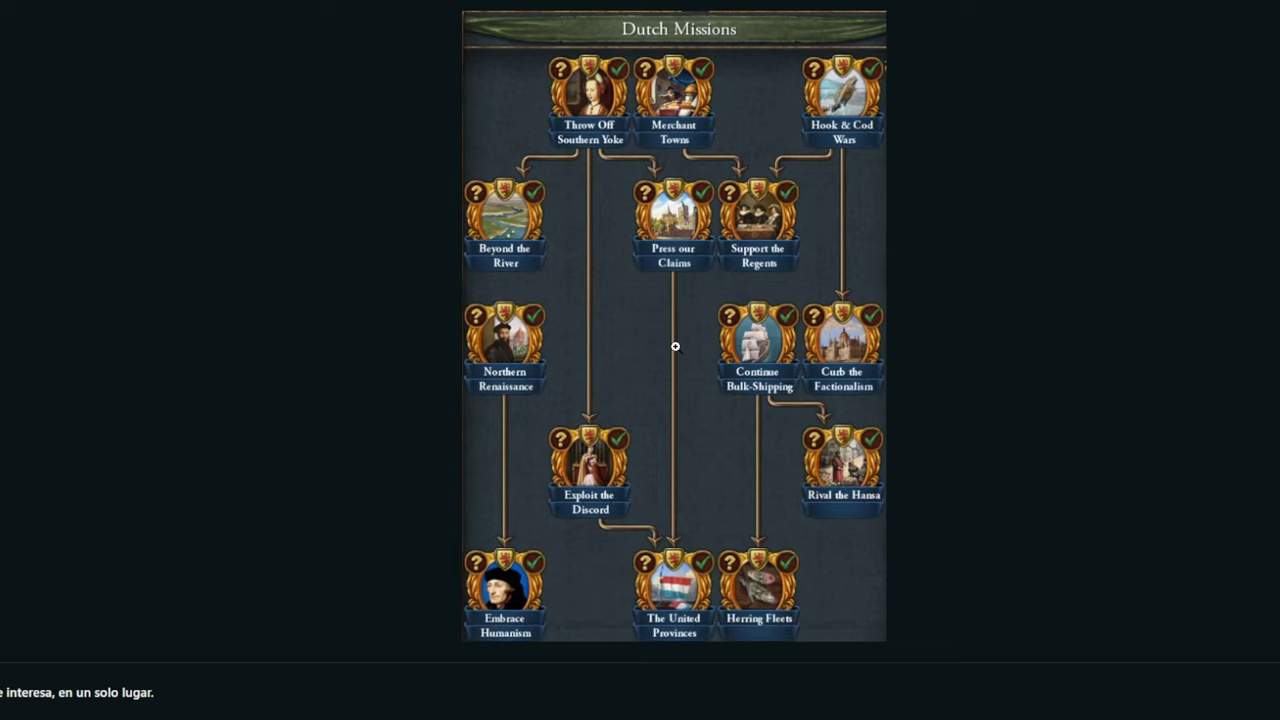 Dutch Missions
Throw Off
Southern Yoke
Merchant
Towns
Hook & Cod
Wars
Beyond the
River
Press our
Claims
Support the
Regents
Northern
Renaissance
Continue
Bulk-Shipping
Curb the
Factionalism
Exploit the
Discord
Rival the Hansa
Embrace
Humanism
The United
Provinces
Herring Fleets
e interesa, en un solo lugar.